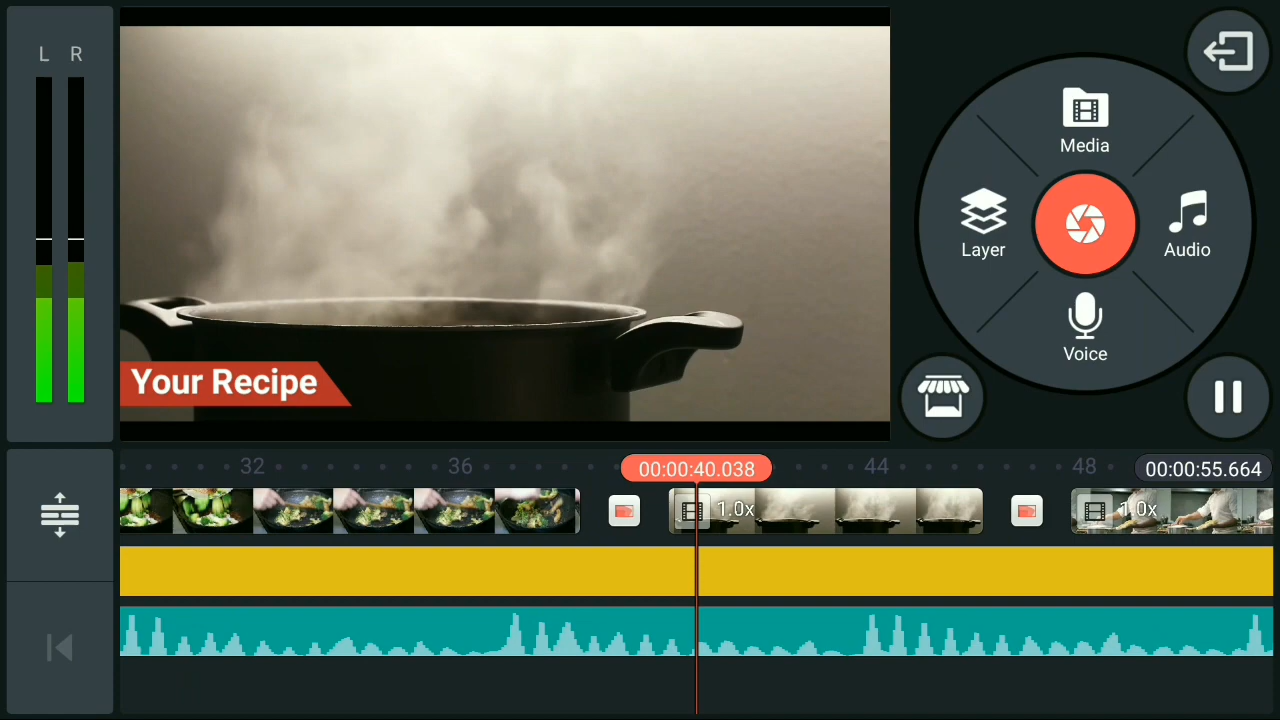 L R
Media
Layer
Audio
Voice
Your Recipe
32
36
00:00:40.038
44
48
00:00:55.664
1.0x
1.0x